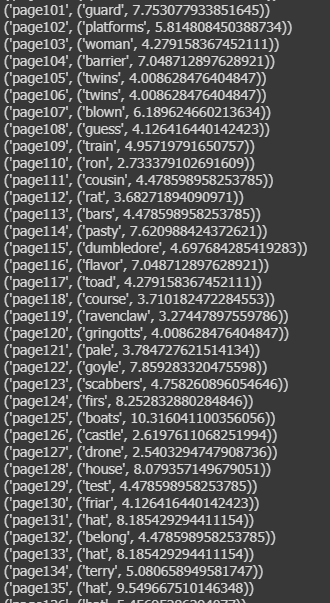 ('page101', ('guard', 7.753077933851645))
('page102', ('platforms', 5.814808450388734))
('page103', ('woman', 4.279158367452111))
('page104', ('barrier', 7.048712897628921))
('page105', ('twins', 4.008628476404847))
('page106', ('twins', 4.008628476404847))
('page107', ('blown', 6.189624660213634))
('page108', ('guess', 4.126416440142423))
('page109', ('train', 4.95719791650757))
('page110', ('ron', 2.733379102691609))
('page111', ('cousin', 4.478598958253785))
('page112', ('rat', 3.68271894090971))
('page113', ('bars', 4.478598958253785))
('page114', ('pasty', 7.620988424372621))
('page115', ('dumbledore', 4.697684285419283))
('page116', ('flavor', 7.048712897628921))
('page117', ('toad', 4.279158367452111))
('page118', ('course', 3.710182472284553))
('page119', ('ravenclaw', 3.27447897559786))
('page120', ('gringotts', 4.008628476404847))
('page121', ('pale', 3.784727621514134))
('page122', ('goyle', 7.859283320475598))
('page123', ('scabbers', 4.758260896054646))
('page124', ('firs', 8.252832880284846))
('page125', ('boats', 10.316041100356056))
('page126', ('castle', 2.6197611068251994))
('page127', ('drone', 2.5403294747908736))
('page128', ('house', 8.079357149679051))
('page129', ('test', 4.478598958253785))
('page130', ('friar', 4.126416440142423))
('page131', ('hat', 8.185429294411154))
('page132', ('belong', 4.478598958253785))
('page133', ('hat', 8.185429294411154))
('page134', ('terry', 5.080658949581747))
('page135', ('hat', 9.549667510146348))